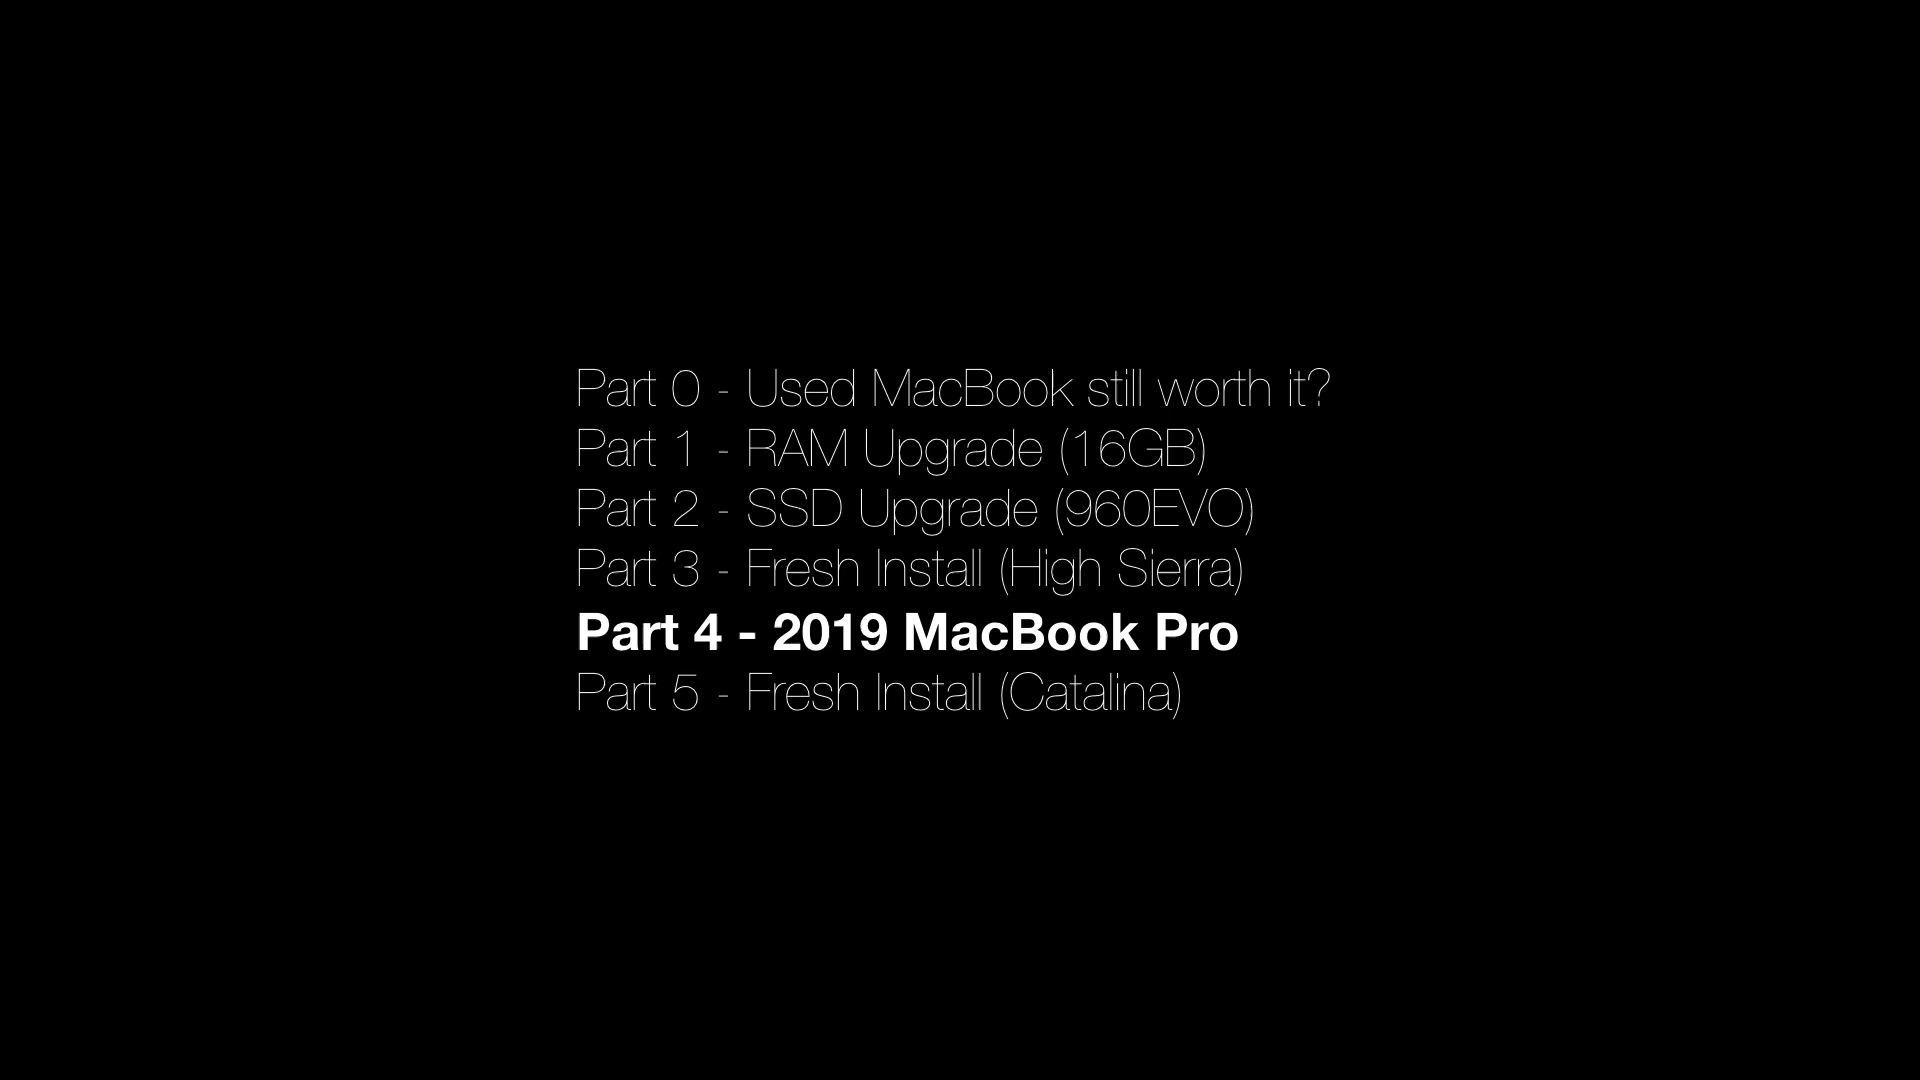 Part 0 - Used MacBook still worth it?
Part 1 - RAM Upgrade (16GB)
Part 2 - SSD Upgrade (960EVO)
Part 3 - Fresh Install (High Sierra)
Part 4 - 2019 MacBook Pro
Part 5 - Fresh Install (Catalina)